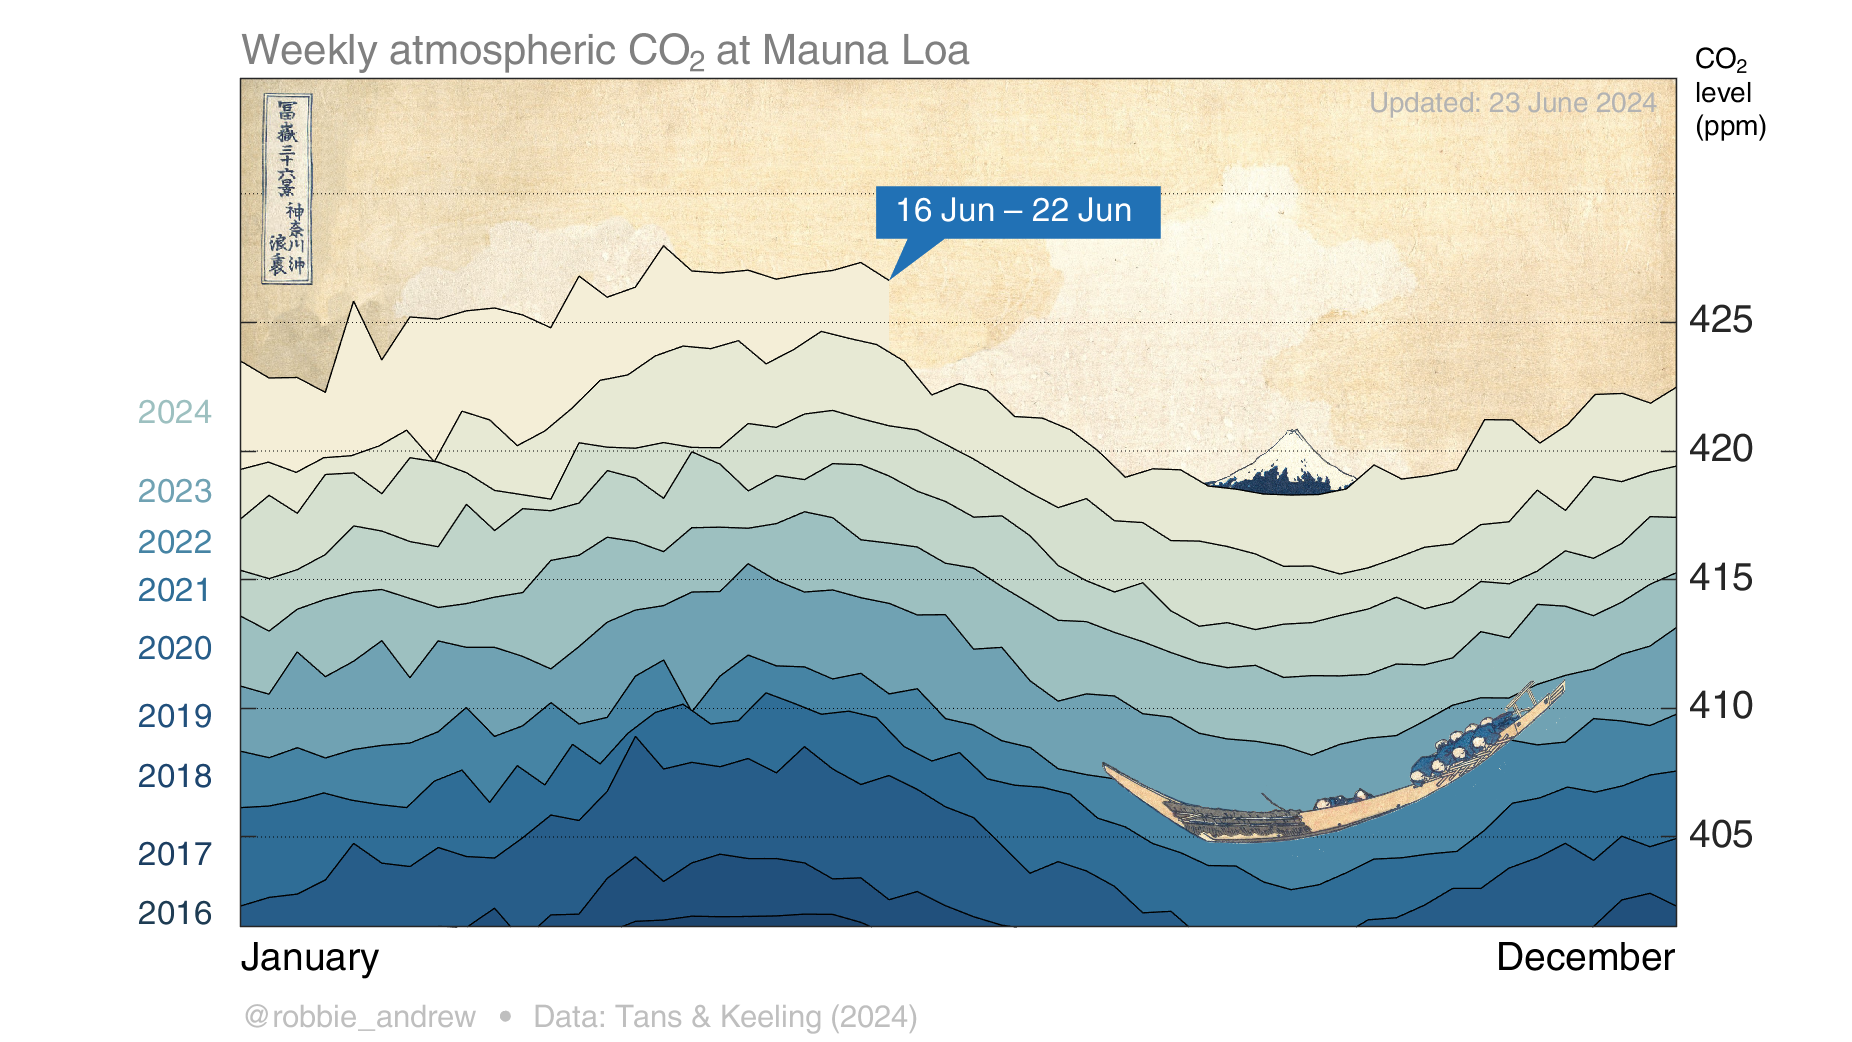 Weekly atmospheric CO₂ at Mauna Loa
CO₂
level
(ppm)
Updated: 23 June 2024
冨嶽三十六景
神奈川沖
浪裏
16 Jun – 22 Jun
425
420
415
410
405
2024
2023
2022
2021
2020
2019
2018
2017
2016
January
December
@robbie_andrew • Data: Tans & Keeling (2024)